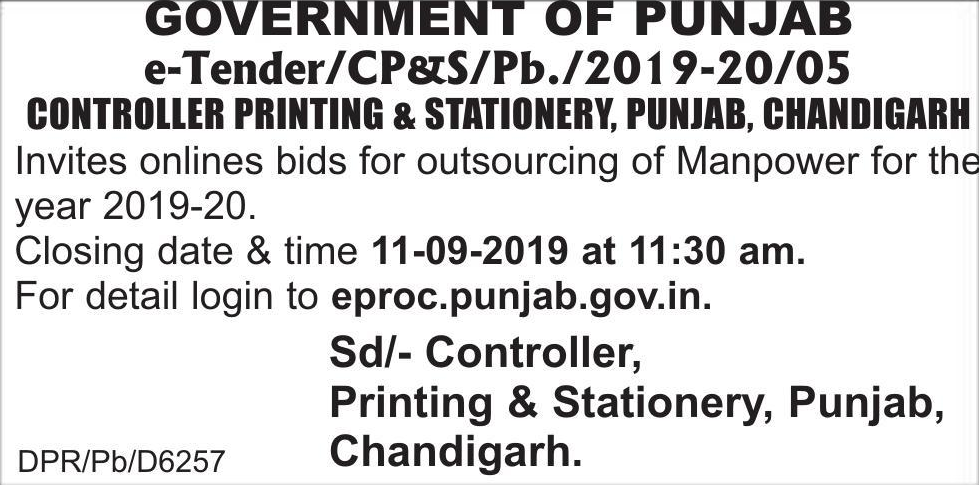 GOVERNMENT OF PUNJAB
e-Tender/CP&S/Pb./2019-20/05
CONTROLLER PRINTING & STATIONERY, PUNJAB, CHANDIGARH
Invites onlines bids for outsourcing of Manpower for the
year 2019-20.
Closing date & time 11-09-2019 at 11:30 am.
For detail login to eproc.punjab.gov.in.
Sd/- Controller,
Printing & Stationery, Punjab,
Chandigarh.
DPR/Pb/D6257